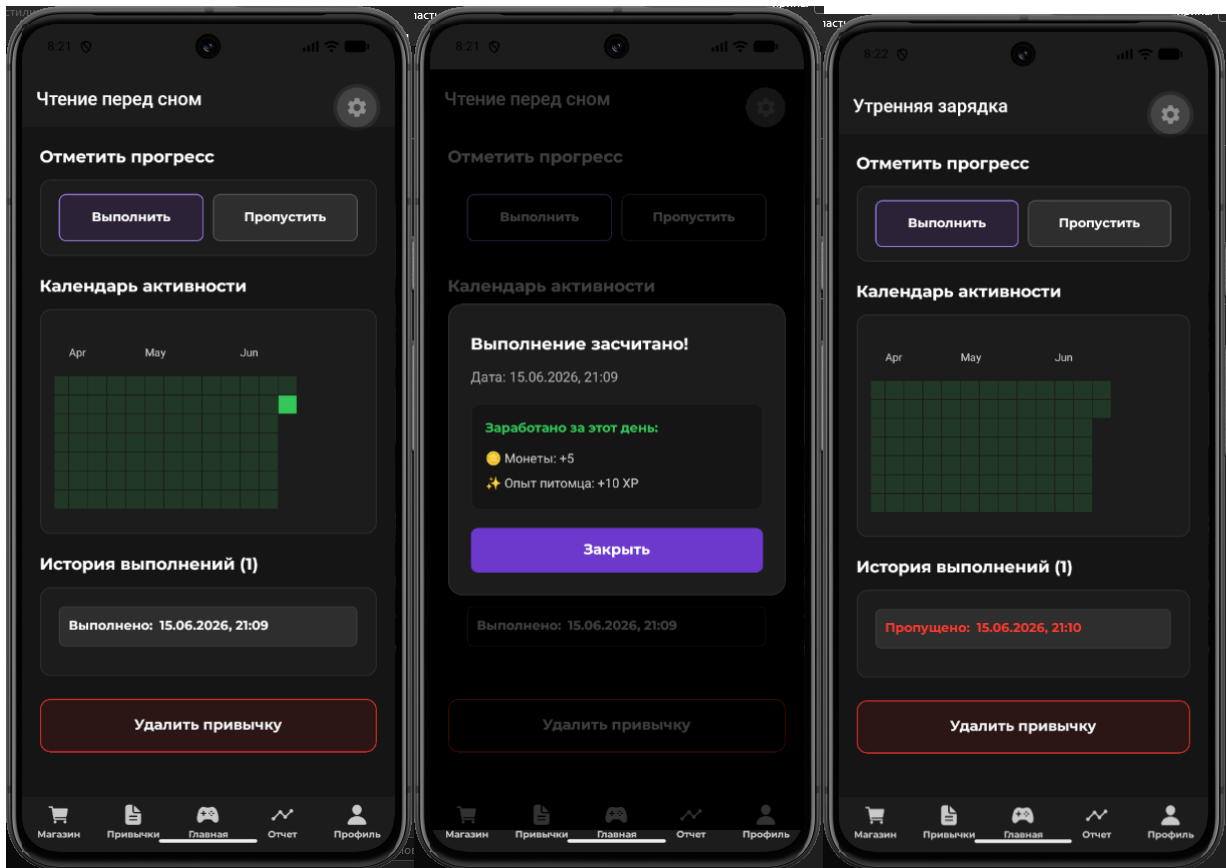 8:21
Чтение перед сном
Отметить прогресс
Выполнить Пропустить
Календарь активности
Apr May Jun
История выполнений (1)
Выполнено: 15.06.2026, 21:09
Удалить привычку
Магазин Привычки Главная Отчет Профиль
8:21
Чтение перед сном
Отметить прогресс
Выполнить Пропустить
Календарь активности
Выполнение засчитано!
Дата: 15.06.2026, 21:09
Заработано за этот день:
Монеты: +5
Опыт питомца: +10 XP
Закрыть
Выполнено: 15.06.2026, 21:09
Удалить привычку
Магазин Привычки Главная Отчет Профиль
8:22
Утренняя зарядка
Отметить прогресс
Выполнить Пропустить
Календарь активности
Apr May Jun
История выполнений (1)
Пропущено: 15.06.2026, 21:10
Удалить привычку
Магазин Привычки Главная Отчет Профиль